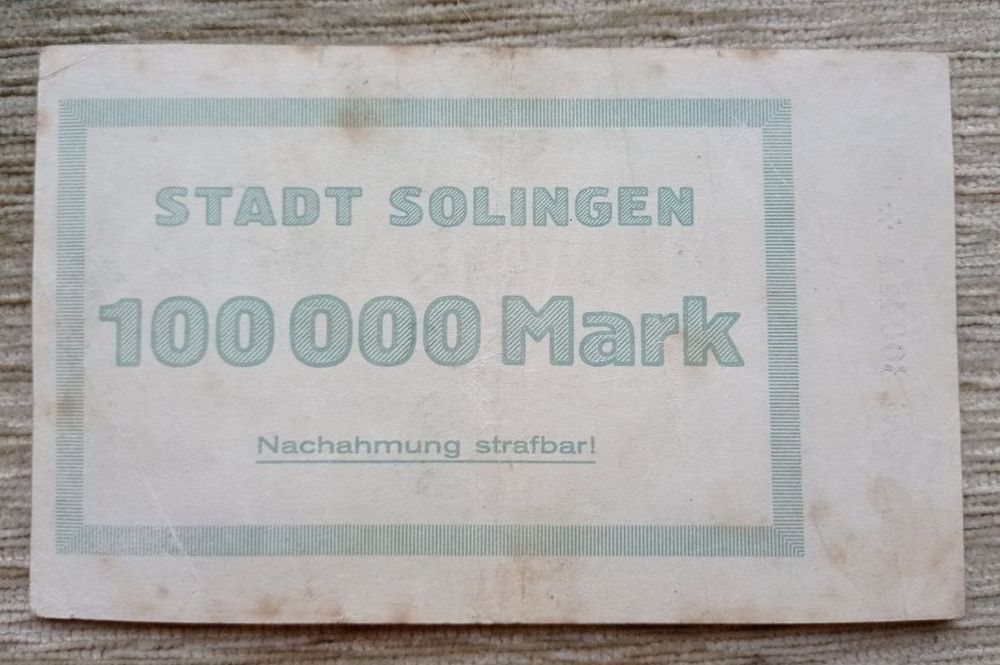 STADT SOLINGEN
100 000 Mark
Nachahmung strafbar!